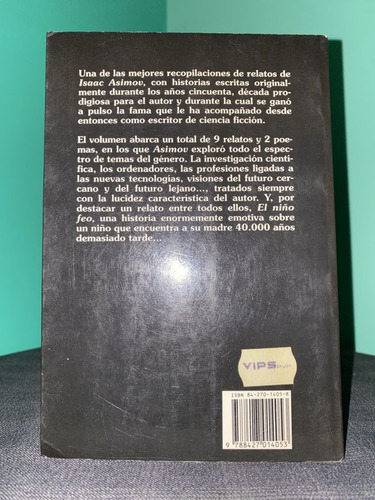 Una de las mejores recopilaciones de relatos de
Isaac Asimov, con historias escritas original-
mente durante los años cincuenta, década pro-
digiosa para el autor y durante la cual se ganó
a pulso la fama que le ha acompañado desde
entonces como escritor de ciencia ficción.
El volumen abarca un total de 9 relatos y 2 poe-
mas, en los que Asimov exploró todo el espec-
tro de temas del género. La investigación cientí-
fica, los ordenadores, las profesiones ligadas a
las nuevas tecnologías, visiones del futuro cer-
cano y del futuro lejano..., tratados siempre
con la lucidez característica del autor. Y, por
destacar un relato entre todos ellos, El niño
feo, una historia enormemente emotiva sobre
un niño que encuentra a su madre 40.000 años
demasiado tarde...
VIPS
ISBN 84-270-1405-8
9 788427 014053